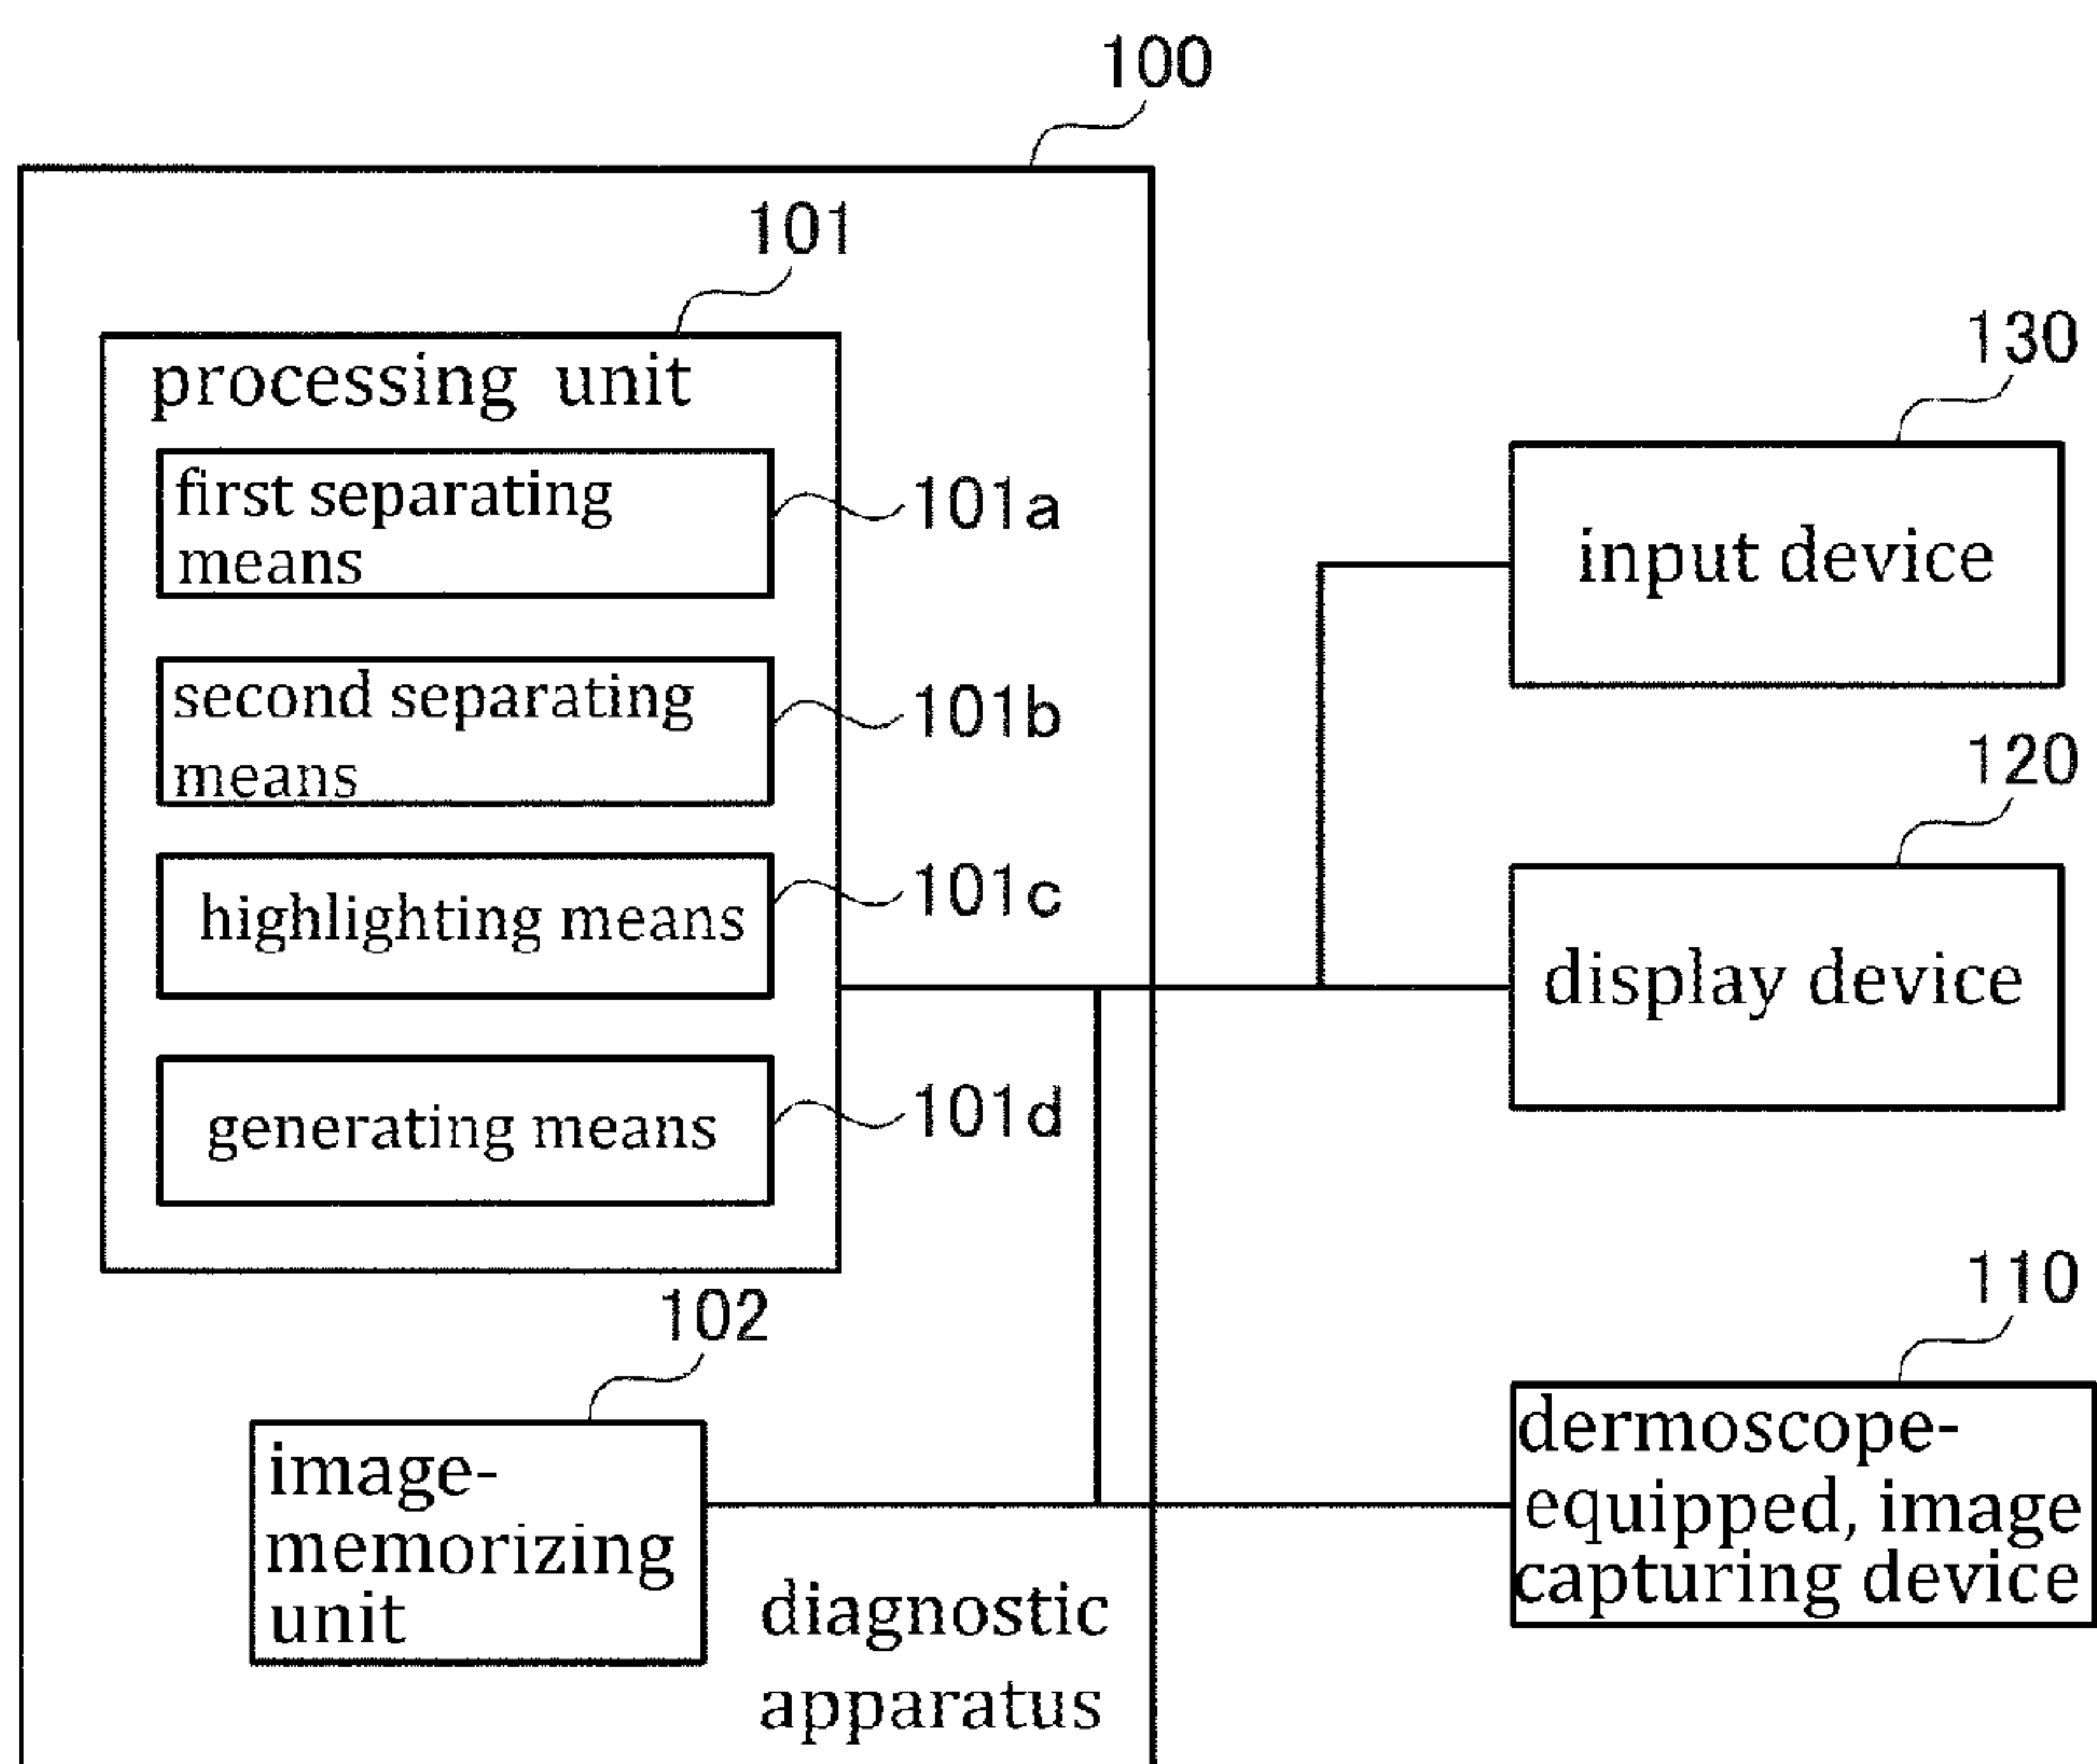 100
101
processing unit
first separating
means
101a
second separating
means
101b
highlighting means
101c
generating means
101d
102
image-
memorizing
unit
diagnostic
apparatus
130
input device
120
display device
110
dermoscope-
equipped, image
capturing device